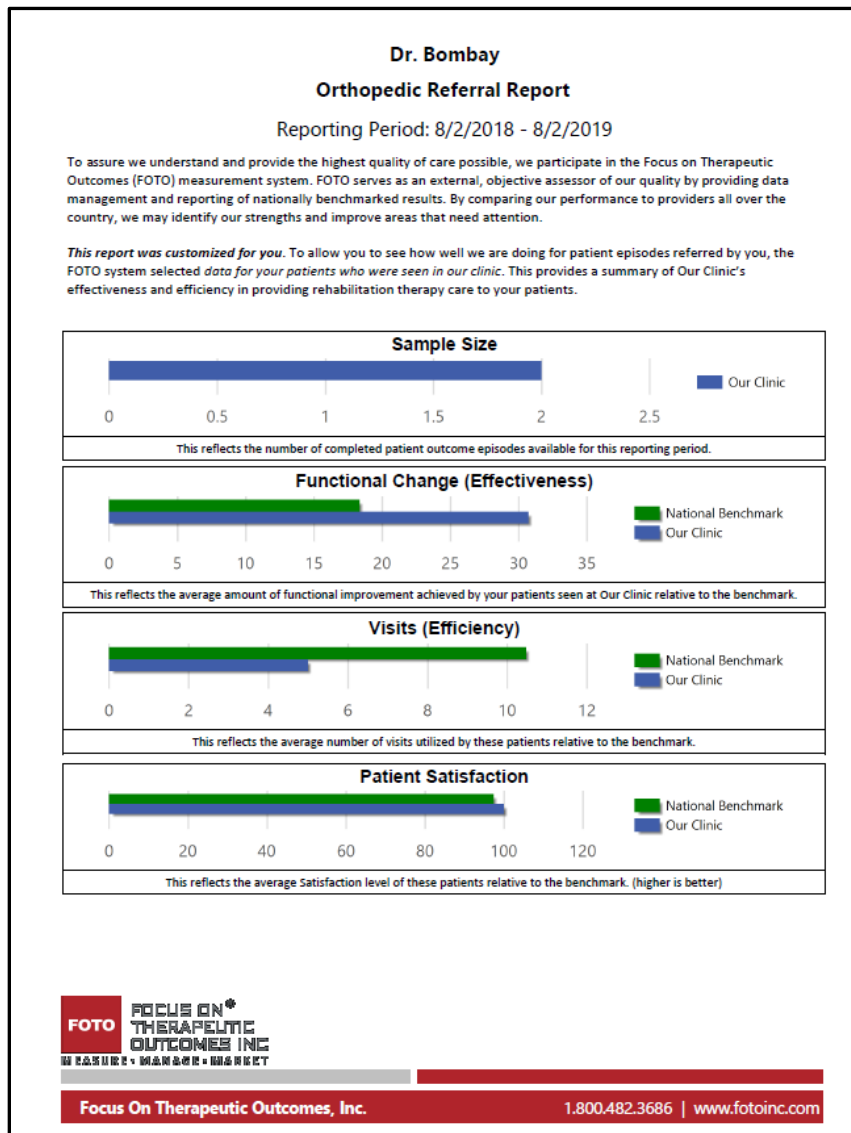 Dr. Bombay
Orthopedic Referral Report
Reporting Period: 8/2/2018 - 8/2/2019
To assure we understand and provide the highest quality of care possible, we participate in the Focus on Therapeutic
Outcomes (FOTO) measurement system. FOTO serves as an external, objective assessor of our quality by providing data
management and reporting of nationally benchmarked results. By comparing our performance to providers all over the
country, we may identify our strengths and improve areas that need attention.
This report was customized for you. To allow you to see how well we are doing for patient episodes referred by you, the
FOTO system selected data for your patients who were seen in our clinic. This provides a summary of Our Clinic's
effectiveness and efficiency in providing rehabilitation therapy care to your patients.
Sample Size
Our Clinic
0 0.5 1 1.5 2 2.5
This reflects the number of completed patient outcome episodes available for this reporting period.
Functional Change (Effectiveness)
National Benchmark
Our Clinic
0 5 10 15 20 25 30 35
This reflects the average amount of functional improvement achieved by your patients seen at Our Clinic relative to the benchmark.
Visits (Efficiency)
National Benchmark
Our Clinic
0 2 4 6 8 10 12
This reflects the average number of visits utilized by these patients relative to the benchmark.
Patient Satisfaction
National Benchmark
Our Clinic
0 20 40 60 80 100 120
This reflects the average Satisfaction level of these patients relative to the benchmark. (higher is better)
FOTO
FOCUS ON
THERAPEUTIC
OUTCOMES INC
MEASURE • MANAGE • MARKET
Focus On Therapeutic Outcomes, Inc. 1.800.482.3686 | www.fotoinc.com